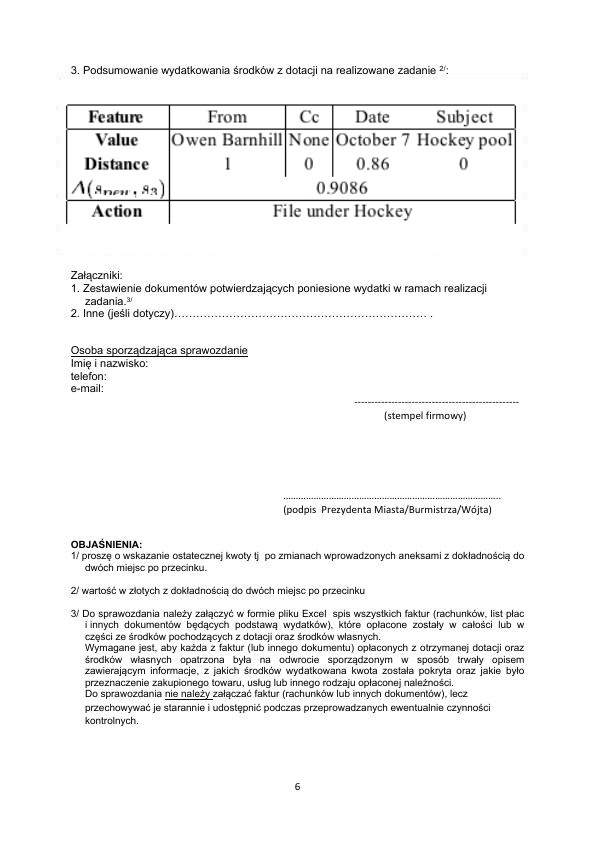 3. Podsumowanie wydatkowania środków z dotacji na realizowane zadanie 2/:
Feature From Cc Date Subject
Value Owen Barnhill None October 7 Hockey pool
Distance 1 0 0.86 0
0.9086
Action File under Hockey
Załączniki:
1. Zestawienie dokumentów potwierdzających poniesione wydatki w ramach realizacji
zadania.3/
2. Inne (jeśli dotyczy)…………………………………………………………… .
Osoba sporządzająca sprawozdanie
Imię i nazwisko:
telefon:
e-mail:
--------------------------------------------------
(stempel firmowy)
……………………………………………………………………………
(podpis Prezydenta Miasta/Burmistrza/Wójta)
OBJAŚNIENIA:
1/ proszę o wskazanie ostatecznej kwoty tj po zmianach wprowadzonych aneksami z dokładnością do
dwóch miejsc po przecinku.
2/ wartość w złotych z dokładnością do dwóch miejsc po przecinku
3/ Do sprawozdania należy załączyć w formie pliku Excel spis wszystkich faktur (rachunków, list płac
i innych dokumentów będących podstawą wydatków), które opłacone zostały w całości lub w
części ze środków pochodzących z dotacji oraz środków własnych.
Wymagane jest, aby każda z faktur (lub innego dokumentu) opłaconych z otrzymanej dotacji oraz
środków własnych opatrzona była na odwrocie sporządzonym w sposób trwały opisem
zawierającym informacje, z jakich środków wydatkowana kwota została pokryta oraz jakie było
przeznaczenie zakupionego towaru, usług lub innego rodzaju opłaconej należności.
Do sprawozdania nie należy załączać faktur (rachunków lub innych dokumentów), lecz
przechowywać je starannie i udostępnić podczas przeprowadzanych ewentualnie czynności
kontrolnych.
6